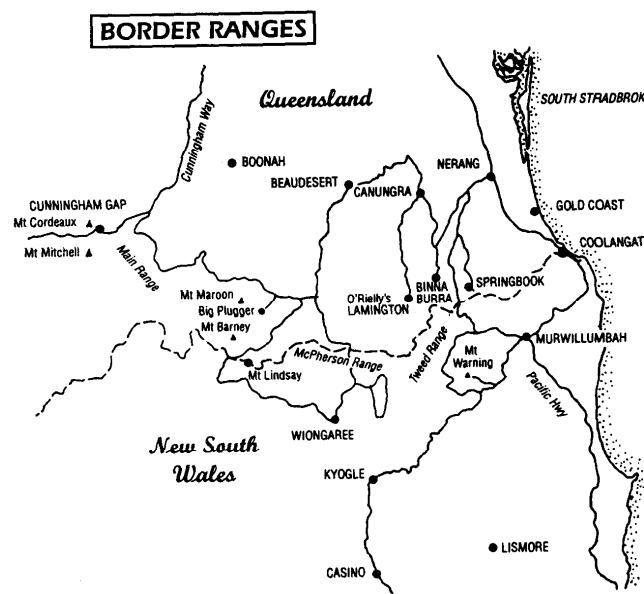 BORDER RANGES
Queensland
SOUTH STRADBROK
Cunningham Way
BOONAH
NERANG
BEAUDESERT
CANUNGRA
CUNNINGHAM GAP
Mt Cordeaux
GOLD COAST
Mt Mitchell
COOLANGAT
Main Range
Mt Maroon
Big Plugger
Mt Barney
O'Rielly's
LAMINGTON
BINNA
BURRA
SPRINGBOOK
Mt Lindsay
McPherson Range
Tweed Range
Mt
Warning
MURWILLUMBAH
Pacific Hwy
WIONGAREE
New South
Wales
KYOGLE
LISMORE
CASINO